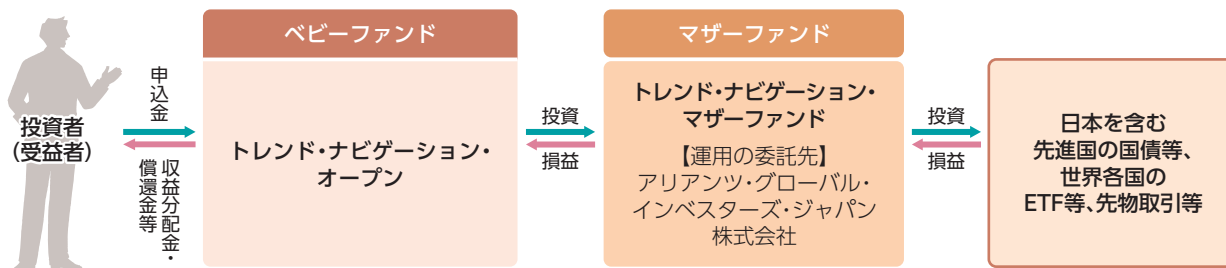 投資者
（受益者）
申込金
収益分配金・
償還金等
ベビーファンド
トレンド・ナビゲーション・
オープン
投資
損益
マザーファンド
トレンド・ナビゲーション・
マザーファンド
【運用の委託先】
アリアンツ・グローバル・
インベスターズ・ジャパン
株式会社
投資
損益
日本を含む
先進国の国債等、
世界各国の
ETF等、先物取引等